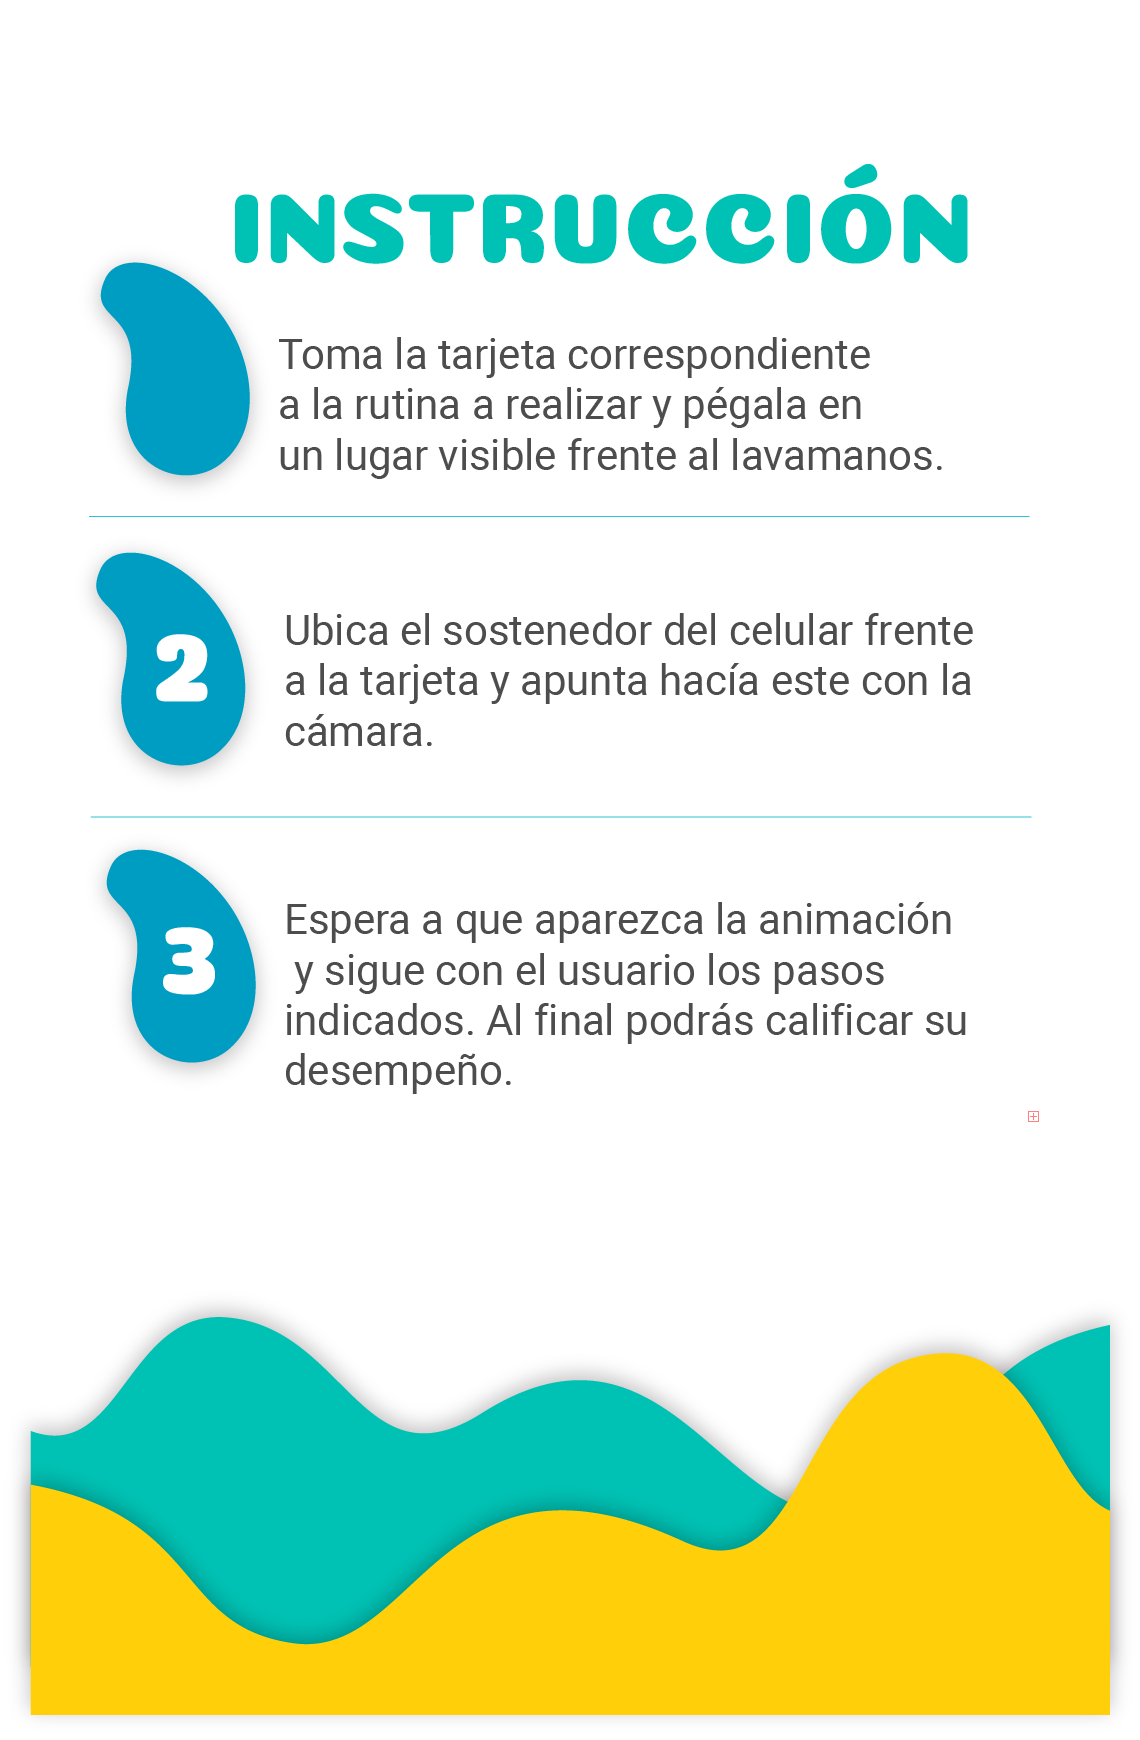 INSTRUCCIÓN
Toma la tarjeta correspondiente
a la rutina a realizar y pégala en
un lugar visible frente al lavamanos.
2
Ubica el sostenedor del celular frente
a la tarjeta y apunta hacía este con la
cámara.
3
Espera a que aparezca la animación
y sigue con el usuario los pasos
indicados. Al final podrás calificar su
desempeño.